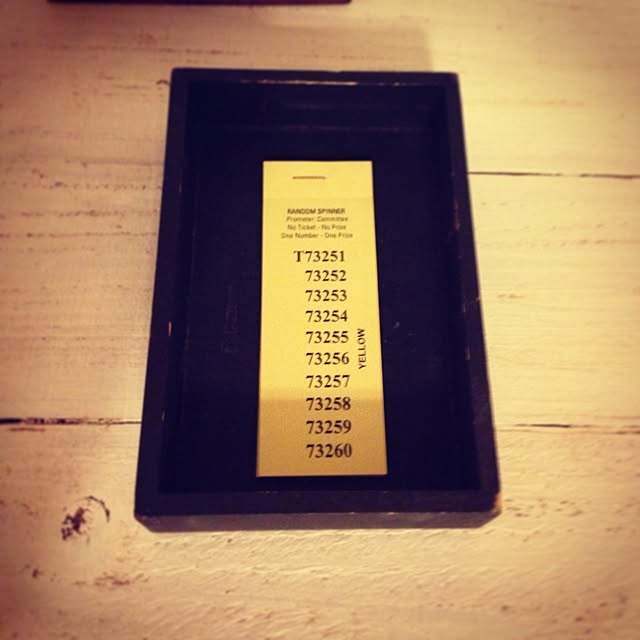 RANDOM SPINNER
Promoter: Committee
No Ticket - No Prize
One Number - One Prize
T73251
73252
73253
73254
73255
73256
73257
73258
73259
73260
YELLOW